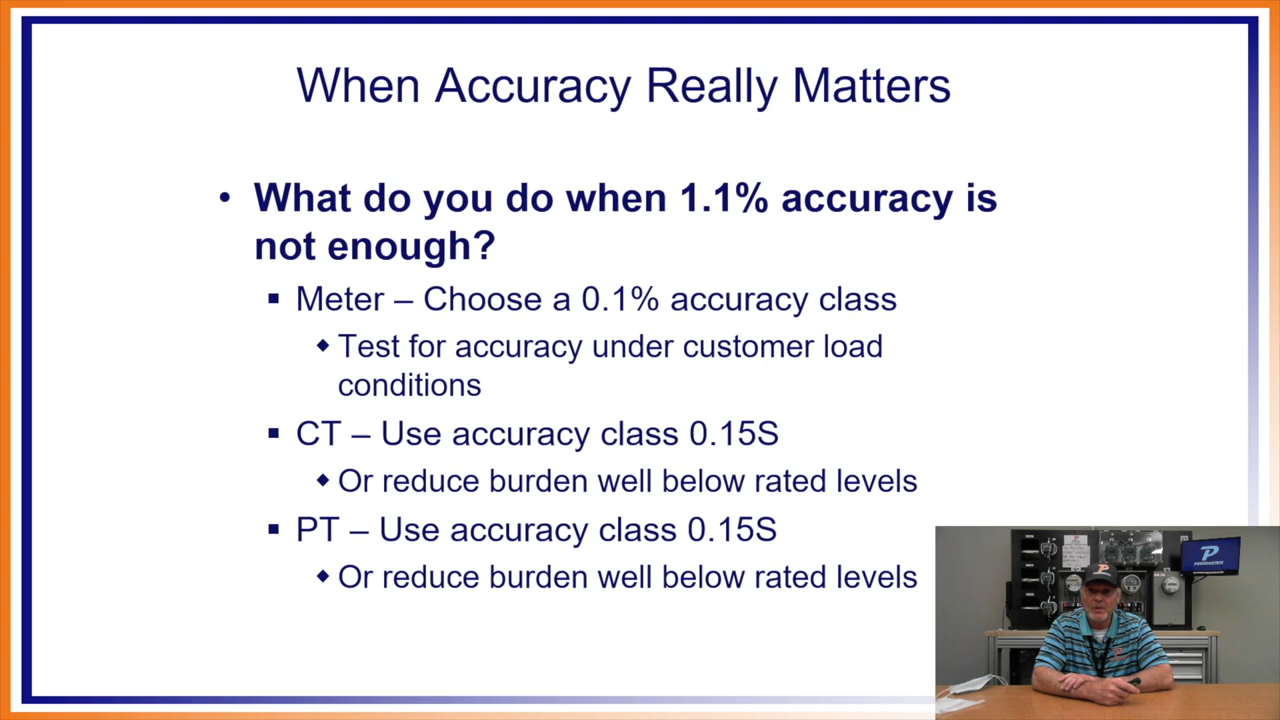 When Accuracy Really Matters
• What do you do when 1.1% accuracy is
not enough?
▪ Meter – Choose a 0.1% accuracy class
◆ Test for accuracy under customer load
conditions
▪ CT – Use accuracy class 0.15S
◆ Or reduce burden well below rated levels
▪ PT – Use accuracy class 0.15S
◆ Or reduce burden well below rated levels
P